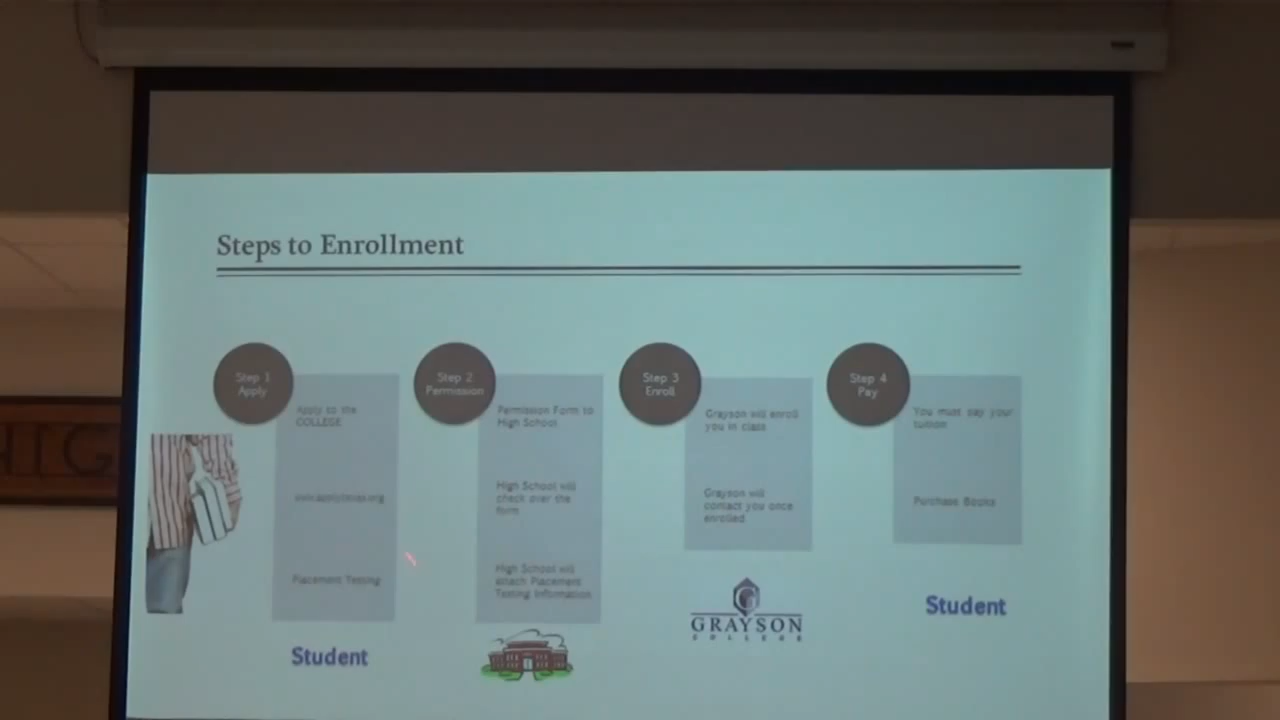 Steps to Enrollment
Step 1
Apply
Apply to the
COLLEGE
www.applytexas.org
Placement Testing
Student
Step 2
Permission
Permission Form to
High School
High School will
check over the
form
High School will
attach Placement
Testing Information
Step 3
Enroll
Grayson will enroll
you in class
Grayson will
contact you once
enrolled
G
GRAYSON
COLLEGE
Step 4
Pay
You must pay your
tuition
Purchase Books
Student
HIG